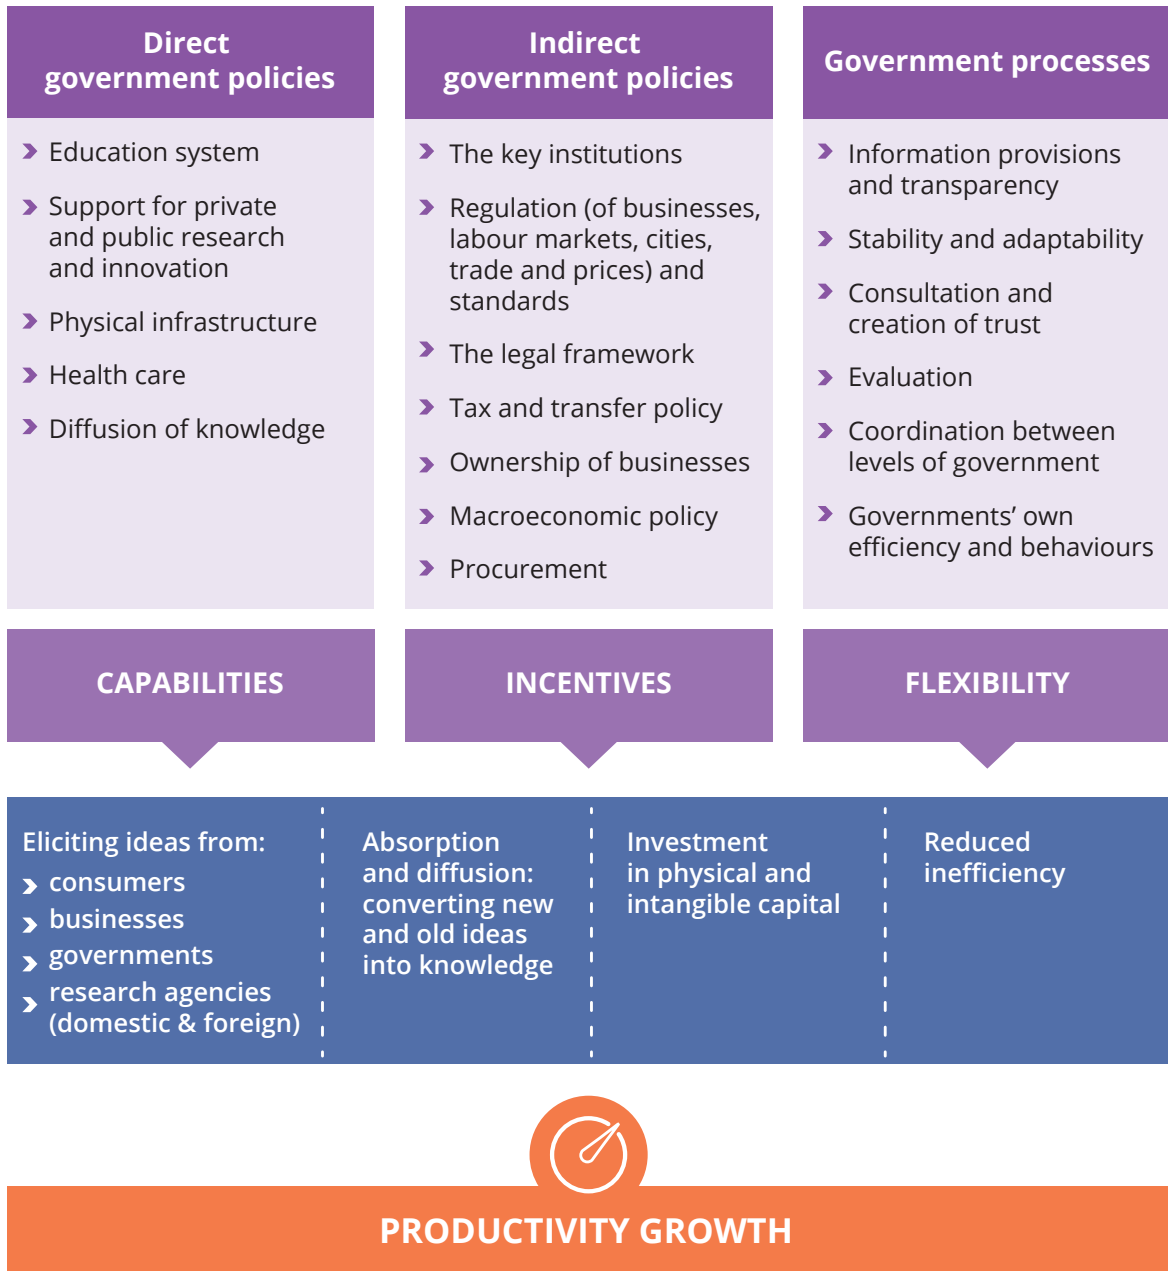 Direct
government policies
Education system
Support for private
and public research
and innovation
Physical infrastructure
Health care
Diffusion of knowledge
Indirect
government policies
The key institutions
Regulation (of businesses,
labour markets, cities,
trade and prices) and
standards
The legal framework
Tax and transfer policy
Ownership of businesses
Macroeconomic policy
Procurement
Government processes
Information provisions
and transparency
Stability and adaptability
Consultation and
creation of trust
Evaluation
Coordination between
levels of government
Governments’ own
efficiency and behaviours
CAPABILITIES
INCENTIVES
FLEXIBILITY
Eliciting ideas from:
consumers
businesses
governments
research agencies
(domestic & foreign)
Absorption
and diffusion:
converting new
and old ideas
into knowledge
Investment
in physical and
intangible capital
Reduced
inefficiency
PRODUCTIVITY GROWTH